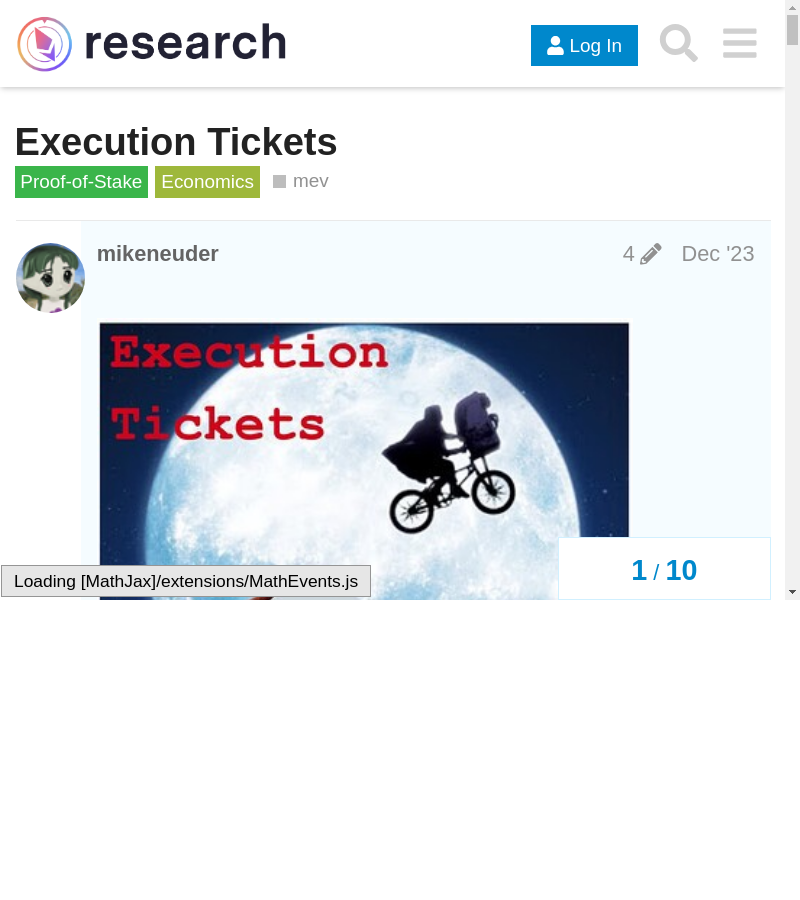 research
Log In
Execution Tickets
Proof-of-Stake Economics mev
mikeneuder 4 Dec '23
Execution
Tickets
1 / 10
Loading [MathJax]/extensions/MathEvents.js